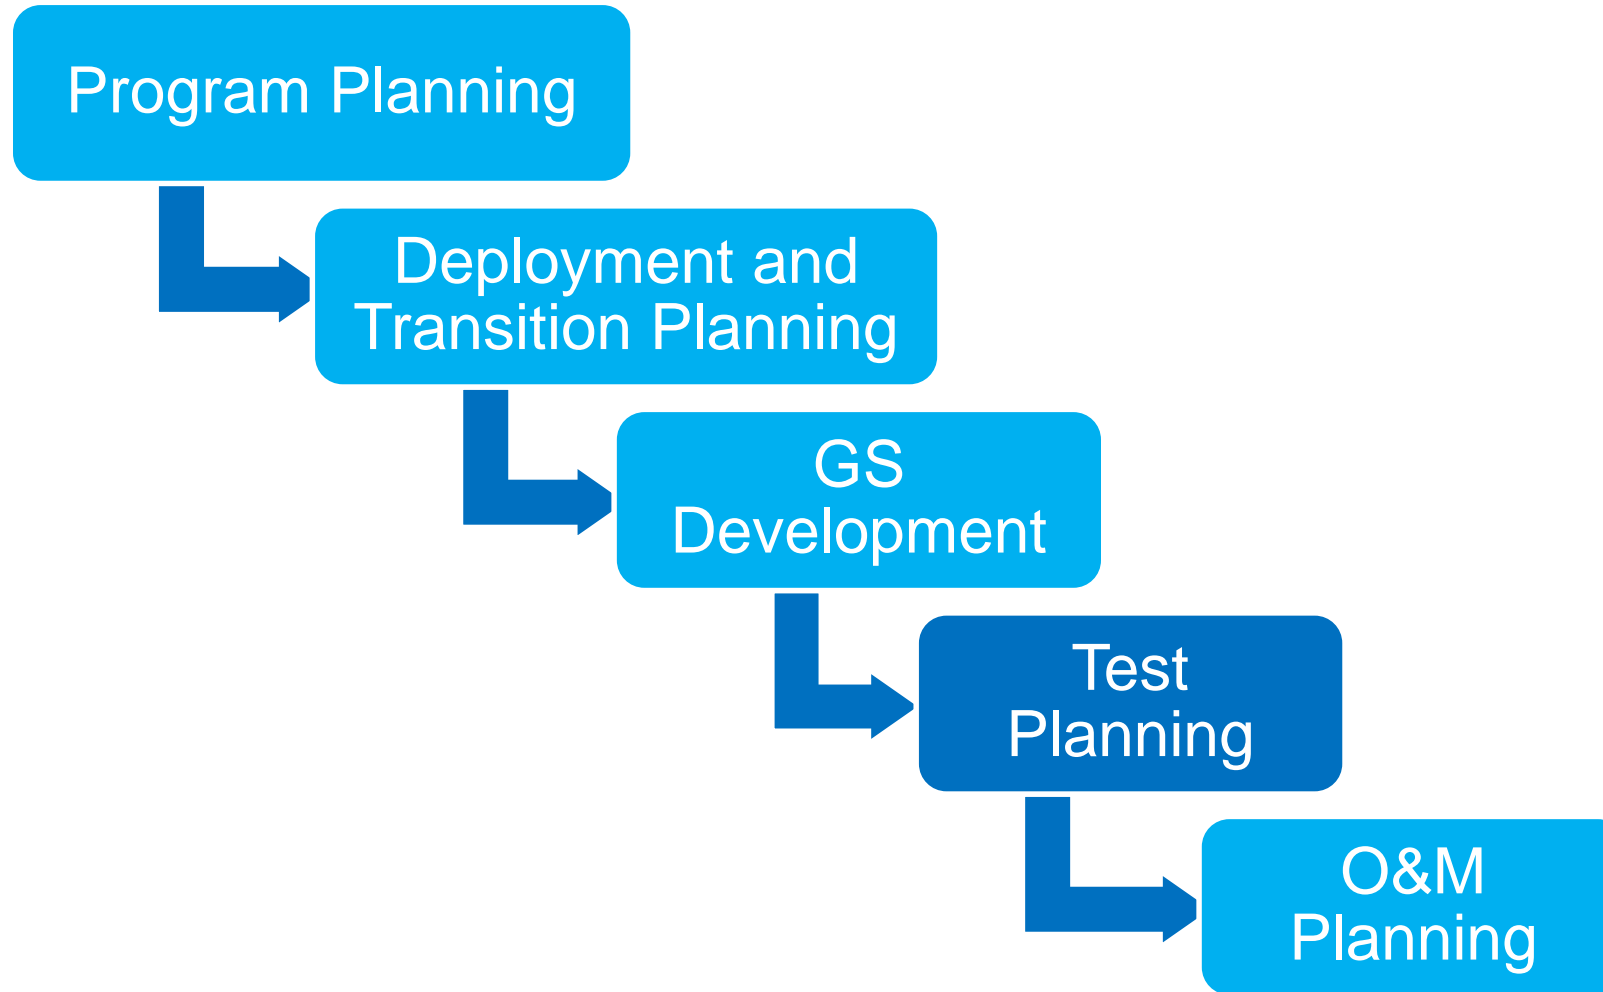 Program Planning
Deployment and
Transition Planning
GS
Development
Test
Planning
O&M
Planning